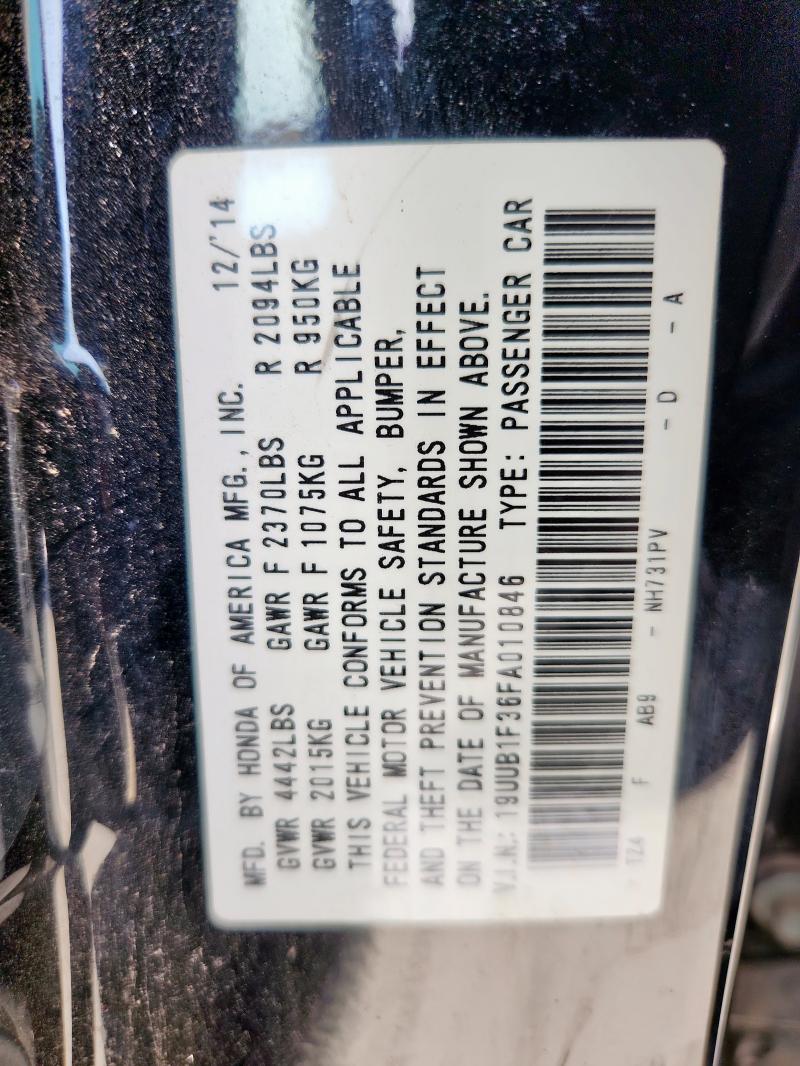 MFD. BY HONDA OF AMERICA MFG., INC. 12/'14
GVWR 4442LBS GAWR F 2370LBS R 2094LBS
GVWR 2015KG GAWR F 1075KG R 950KG
THIS VEHICLE CONFORMS TO ALL APPLICABLE
FEDERAL MOTOR VEHICLE SAFETY, BUMPER,
AND THEFT PREVENTION STANDARDS IN EFFECT
ON THE DATE OF MANUFACTURE SHOWN ABOVE.
V.I.N.: 19UUB1F36FA010846 TYPE: PASSENGER CAR
TZ4 F AB9 - NH731PV - D - A